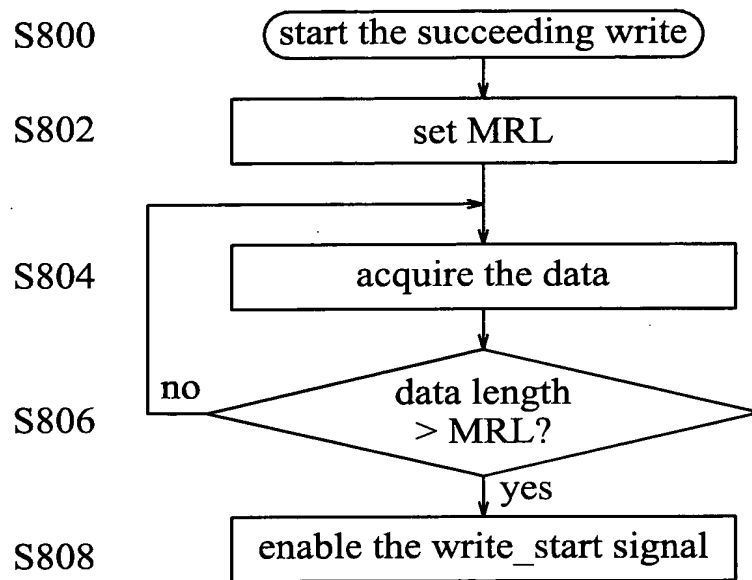 S800 start the succeeding write
S802 set MRL
S804 acquire the data
no
S806 data length
> MRL?
yes
S808 enable the write_start signal